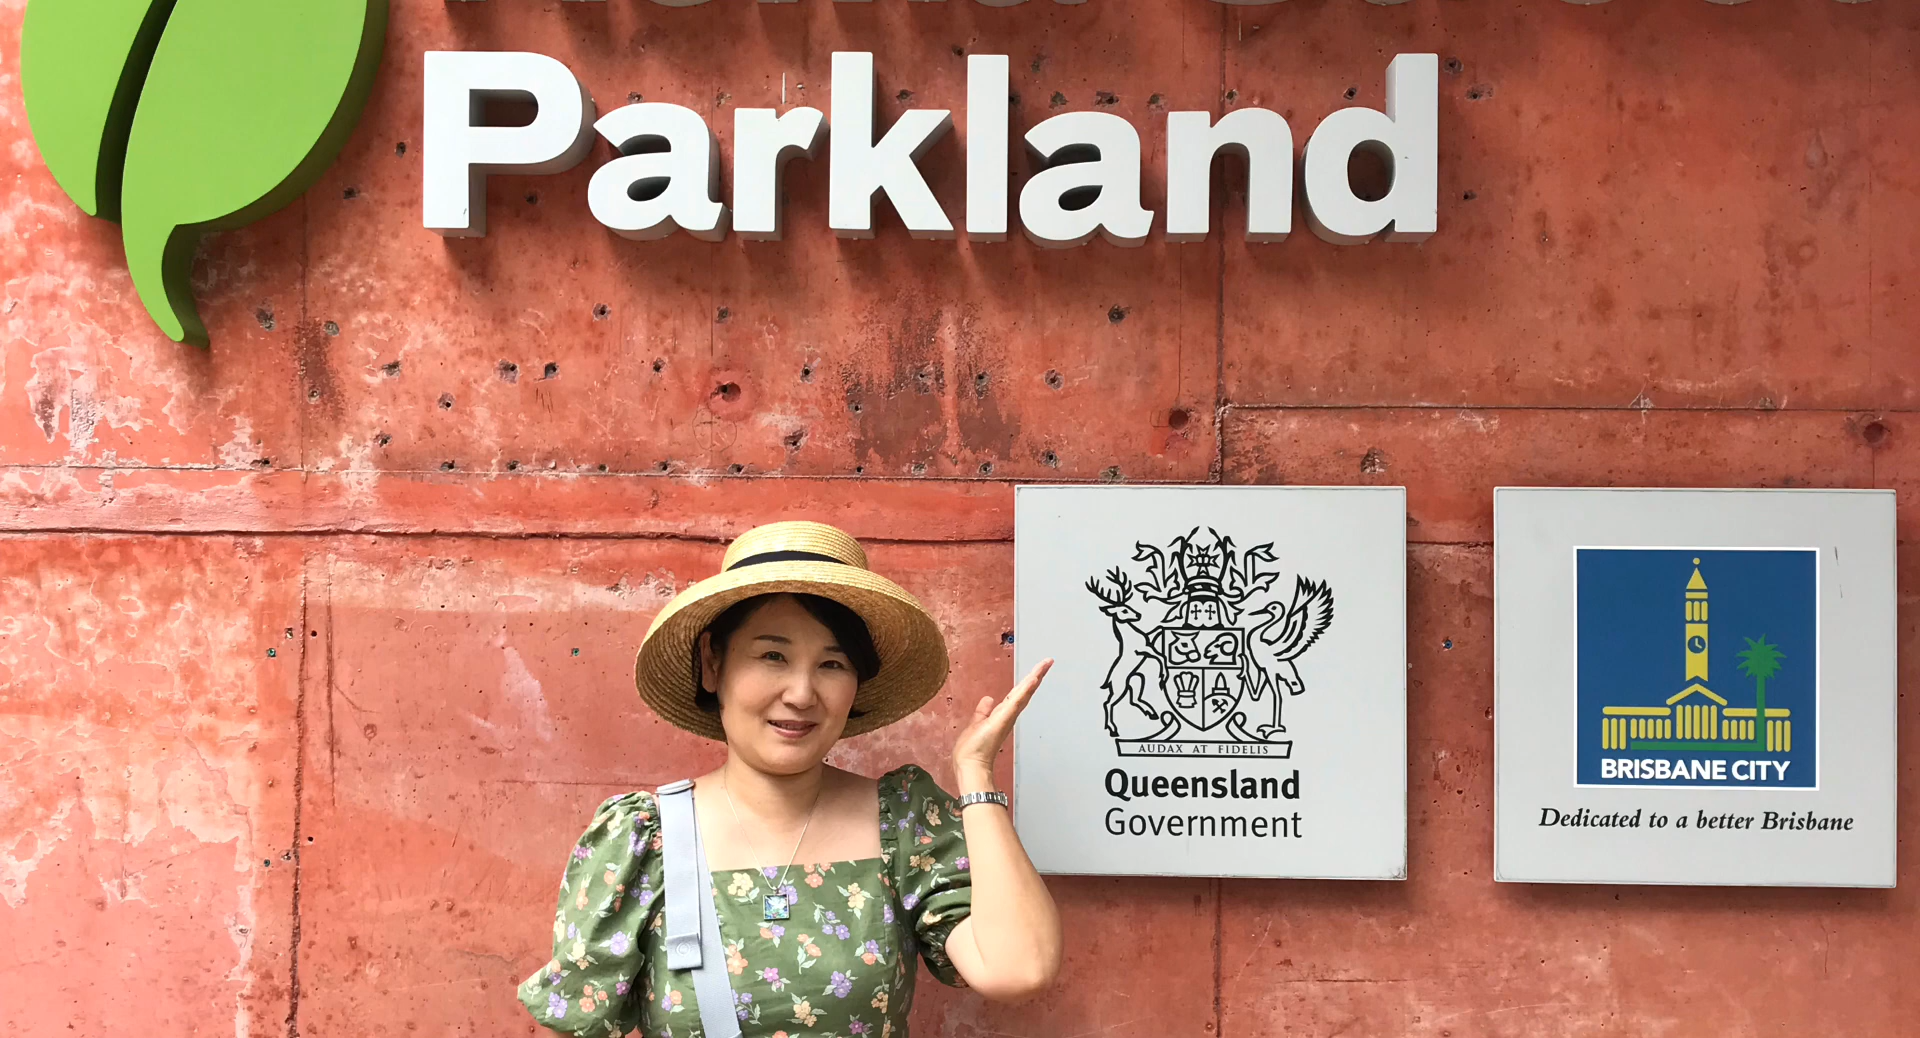 Parkland
AUDAX AT FIDELIS
Queensland
Government
BRISBANE CITY
Dedicated to a better Brisbane